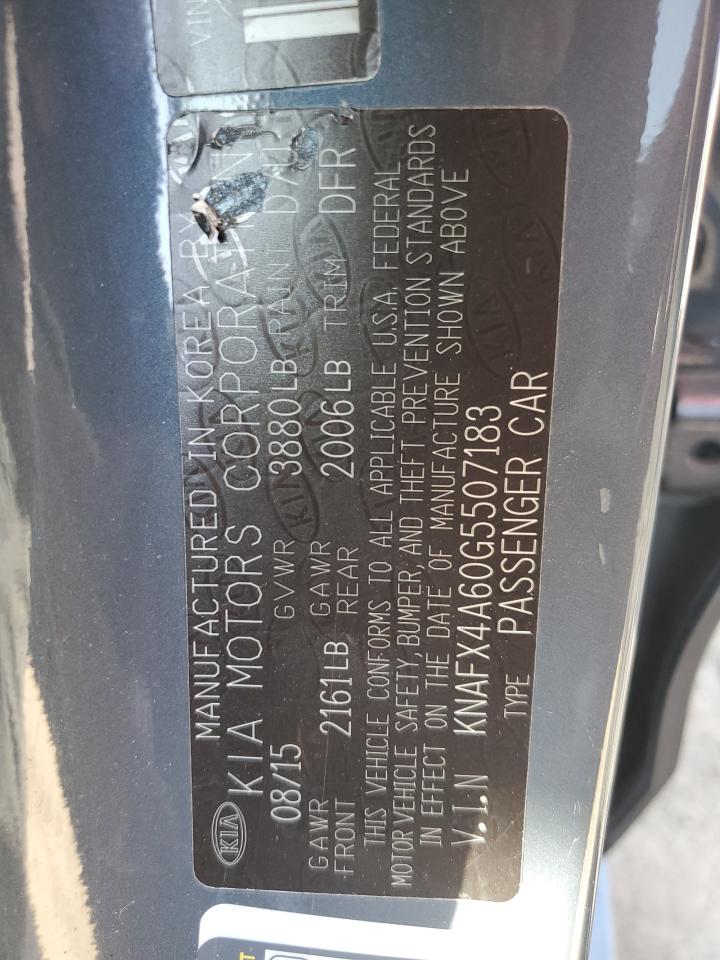 VIN
MANUFACTURED IN KOREA BY
KIA KIA MOTORS CORPORATION
08/15 GVWR 3880LB PAINT
GAWR FRONT 2161LB GAWR REAR 2006LB TRIM DFR
THIS VEHICLE CONFORMS TO ALL APPLICABLE U.S.A. FEDERAL
MOTOR VEHICLE SAFETY, BUMPER, AND THEFT PREVENTION STANDARDS
IN EFFECT ON THE DATE OF MANUFACTURE SHOWN ABOVE
V.I.N KNAFX4A60G5507183
TYPE PASSENGER CAR